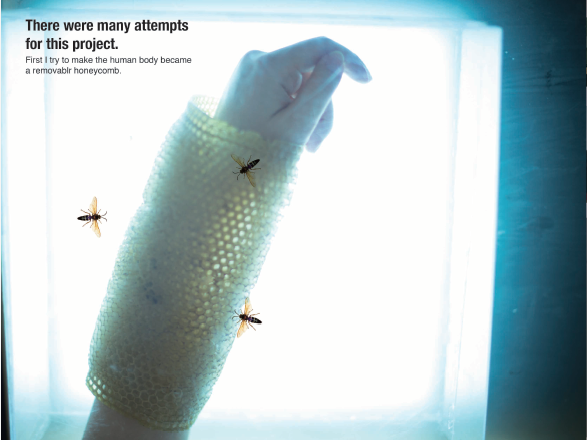 There were many attempts
for this project.
First I try to make the human body became
a removablr honeycomb.